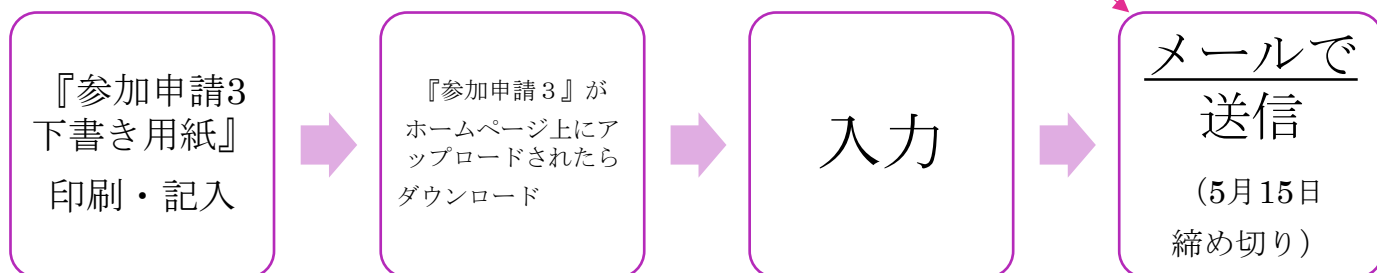 『参加申請3
下書き用紙』
印刷・記入
『参加申請３』が
ホームページ上にア
ップロードされたら
ダウンロード
入力
メールで
送信
（5月15日
締め切り）